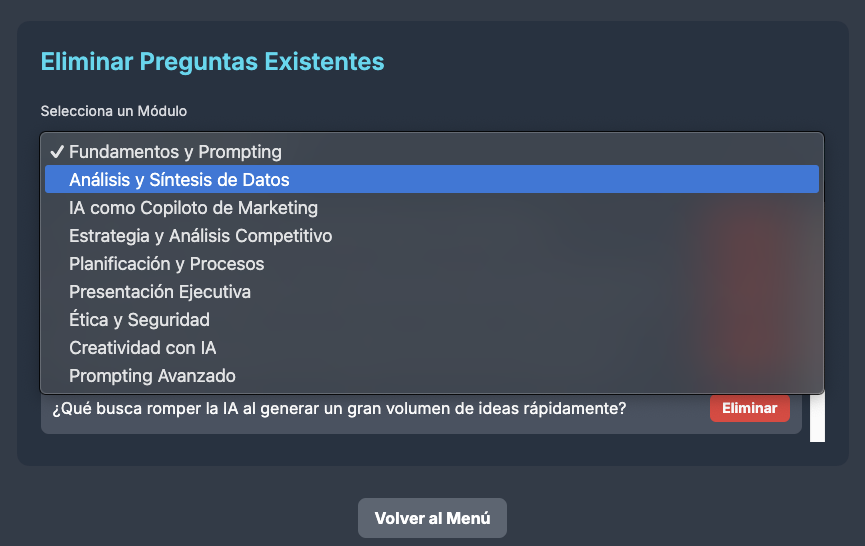 Eliminar Preguntas Existentes
Selecciona un Módulo
✓ Fundamentos y Prompting
Análisis y Síntesis de Datos
IA como Copiloto de Marketing
Estrategia y Análisis Competitivo
Planificación y Procesos
Presentación Ejecutiva
Ética y Seguridad
Creatividad con IA
Prompting Avanzado
¿Qué busca romper la IA al generar un gran volumen de ideas rápidamente? Eliminar
Volver al Menú